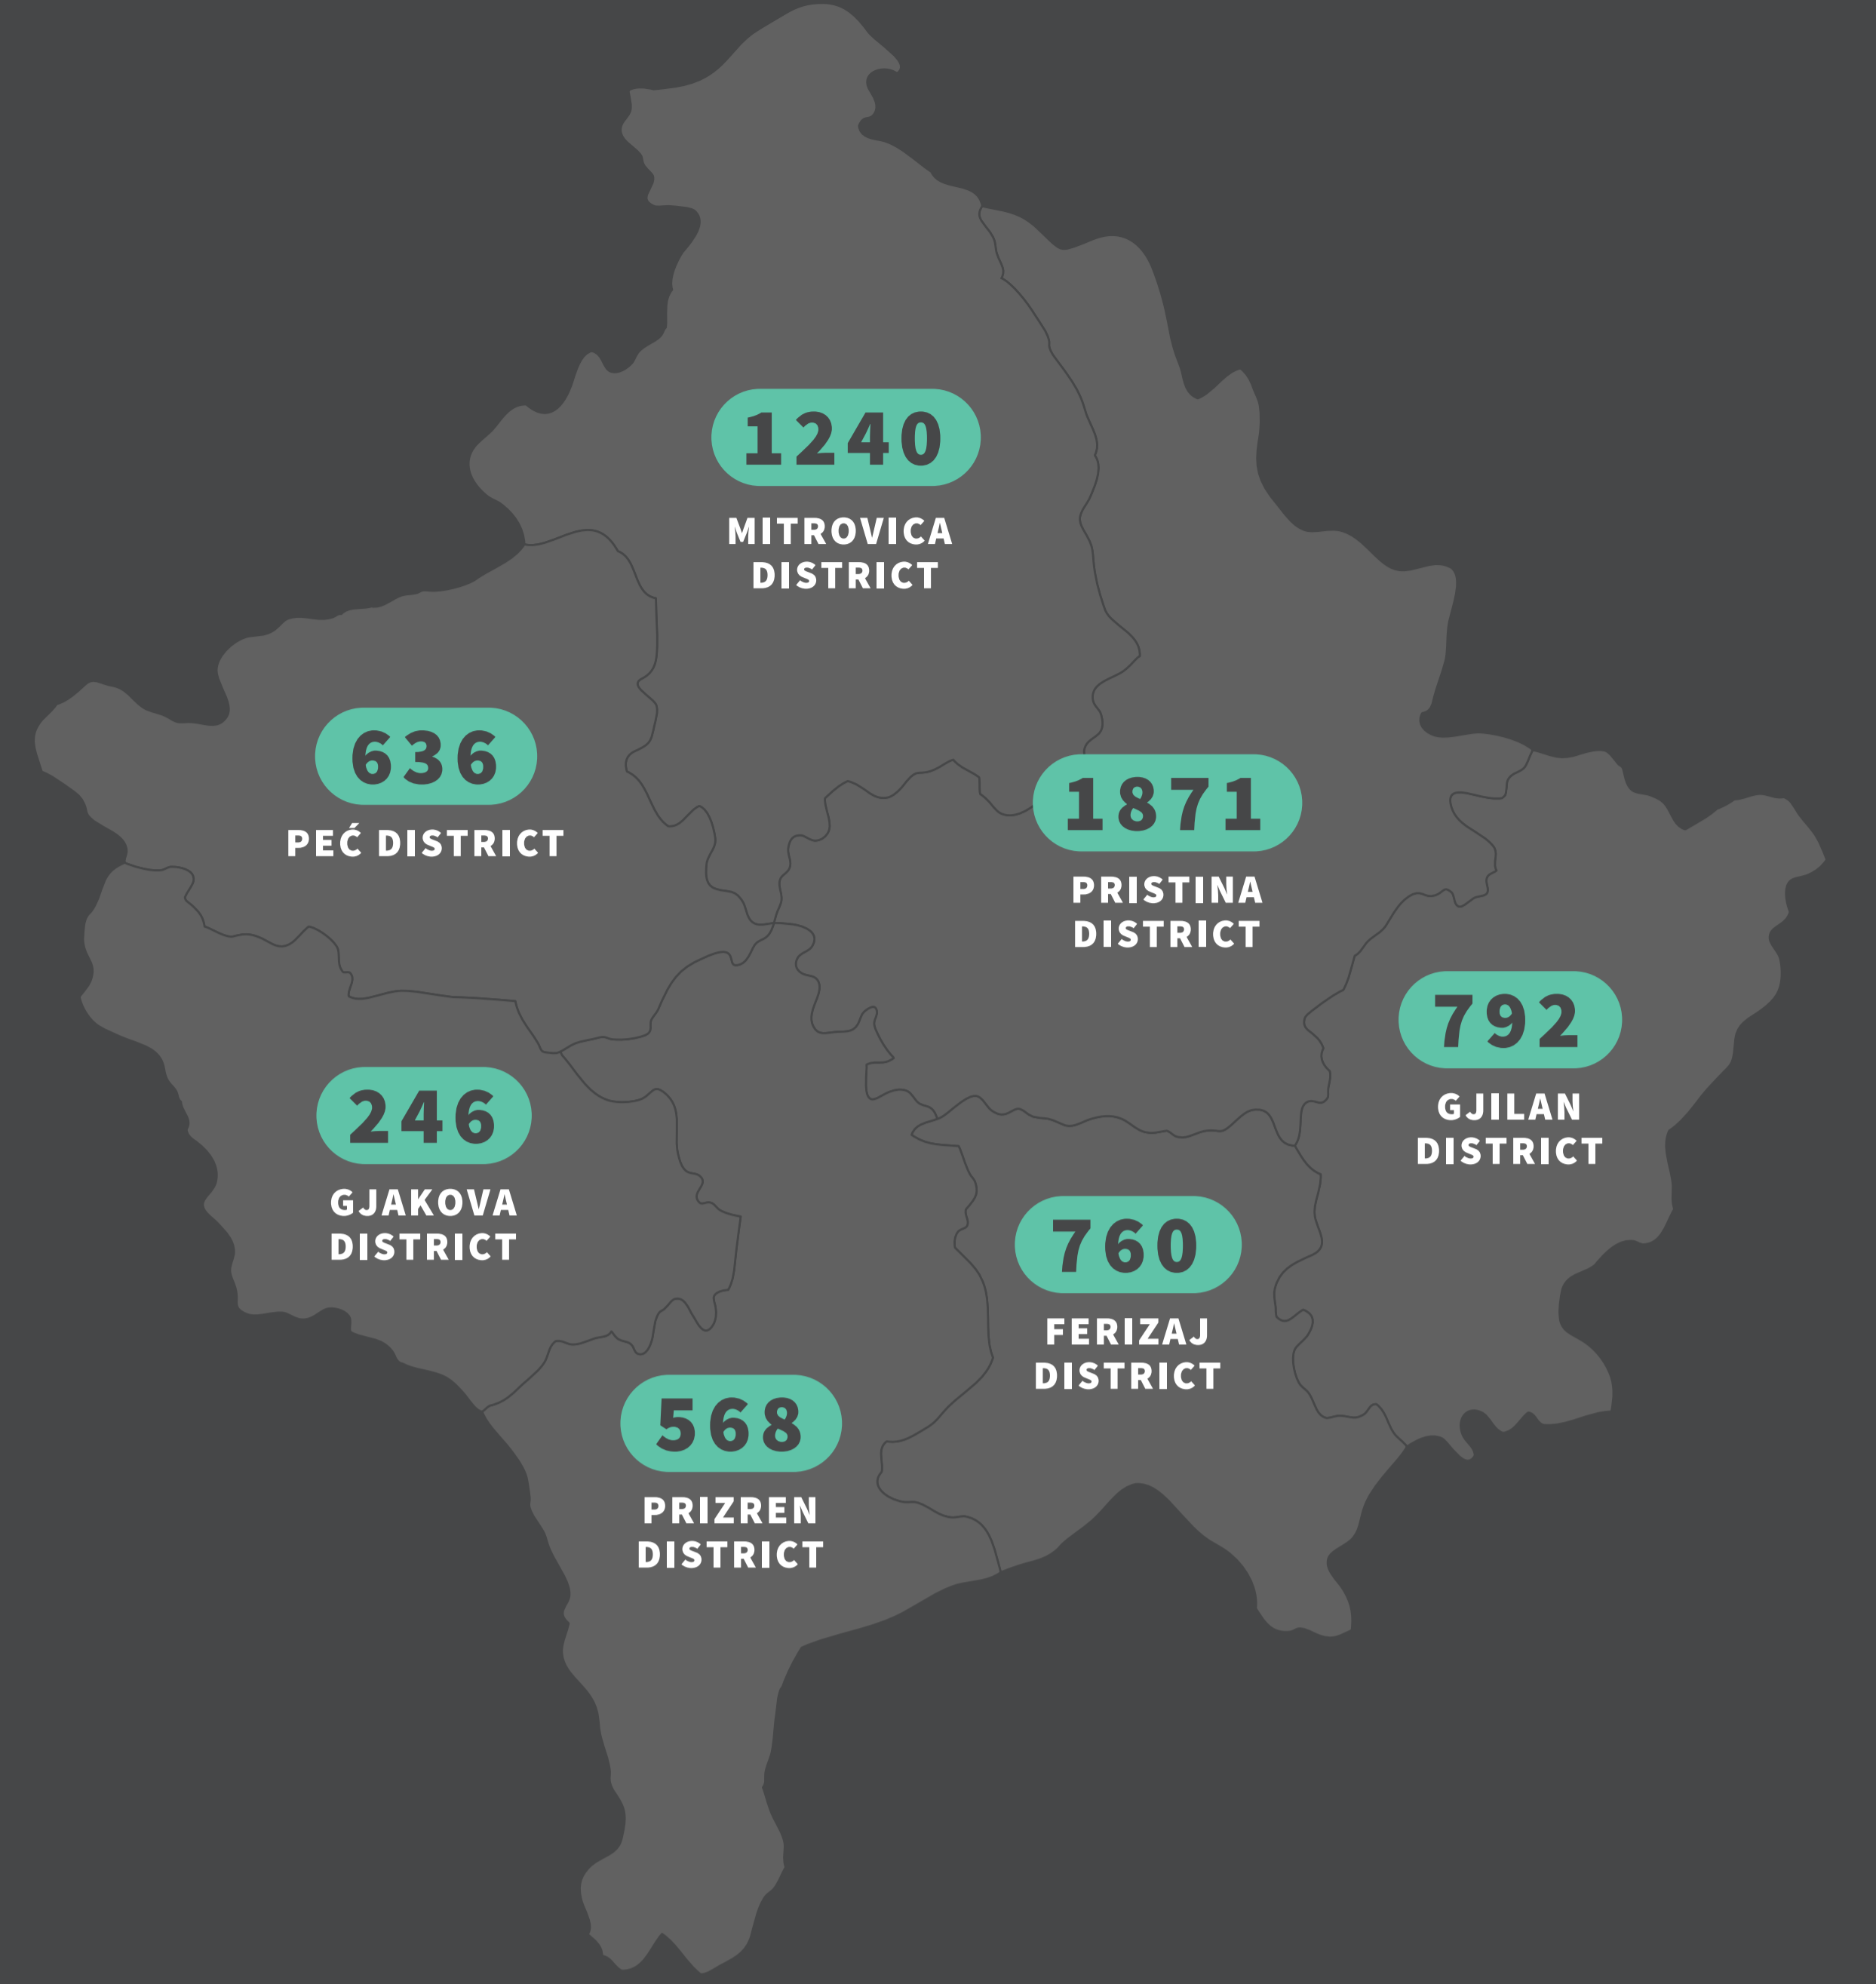 1240
MITROVICA
DISTRICT
636
PEĆ DISTRICT
1871
PRISTINA
DISTRICT
792
GJILAN
DISTRICT
246
GJAKOVA
DISTRICT
760
FERIZAJ
DISTRICT
568
PRIZREN
DISTRICT